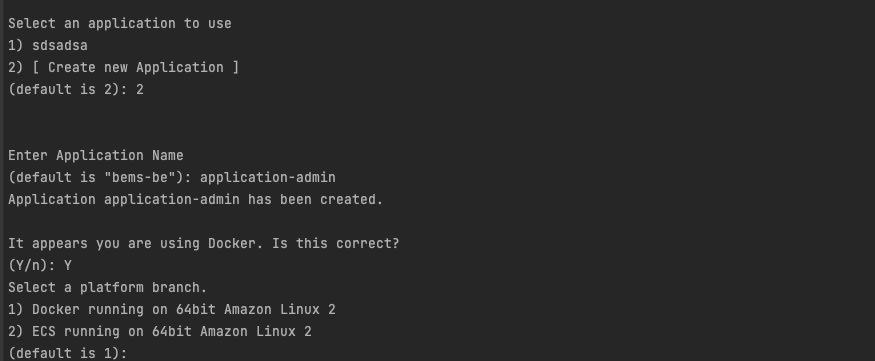 Select an application to use
1) sdsadsa
2) [ Create new Application ]
(default is 2): 2
Enter Application Name
(default is "bems-be"): application-admin
Application application-admin has been created.
It appears you are using Docker. Is this correct?
(Y/n): Y
Select a platform branch.
1) Docker running on 64bit Amazon Linux 2
2) ECS running on 64bit Amazon Linux 2
(default is 1):